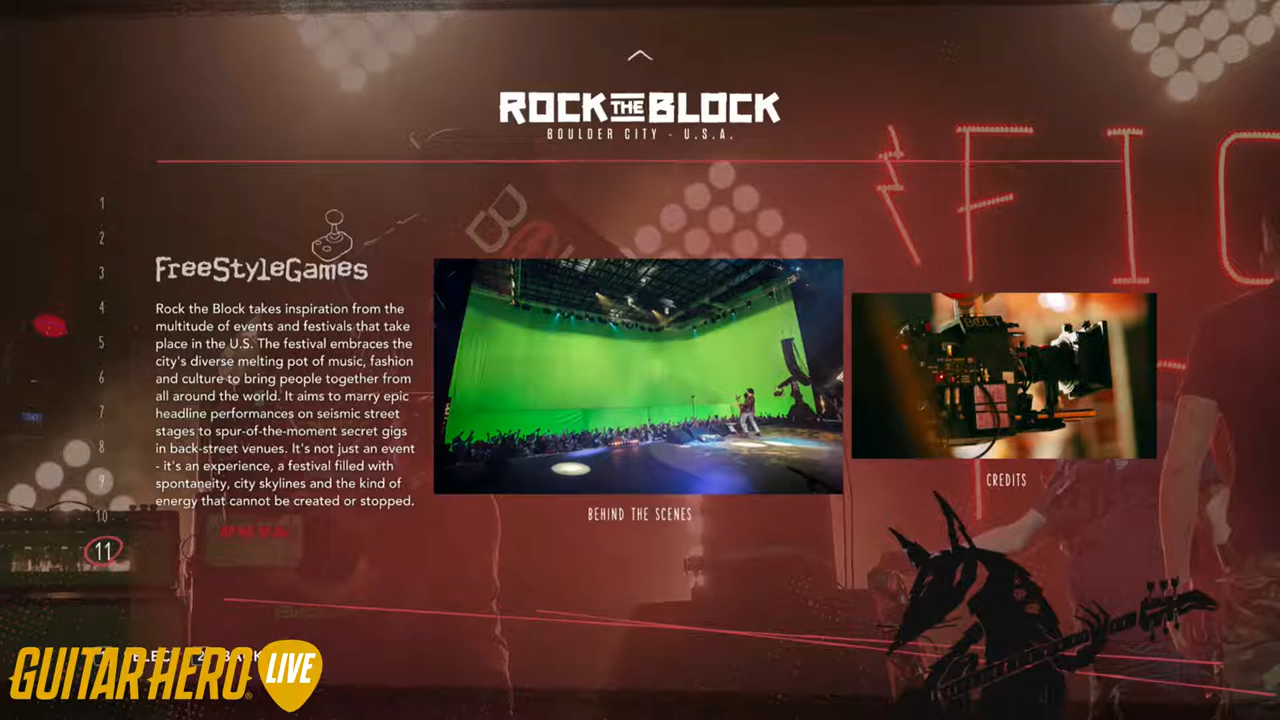 ROCK THE BLOCK
BOULDER CITY - U.S.A.
1
2
3
4
5
6
7
8
9
10
11
FreeStyleGames
Rock the Block takes inspiration from the
multitude of events and festivals that take
place in the U.S. The festival embraces the
city's diverse melting pot of music, fashion
and culture to bring people together from
all around the world. It aims to marry epic
headline performances on seismic street
stages to spur-of-the-moment secret gigs
in back-street venues. It's not just an event
- it's an experience, a festival filled with
spontaneity, city skylines and the kind of
energy that cannot be created or stopped.
BOLT
BEHIND THE SCENES
CREDITS
GUITAR HERO LIVE